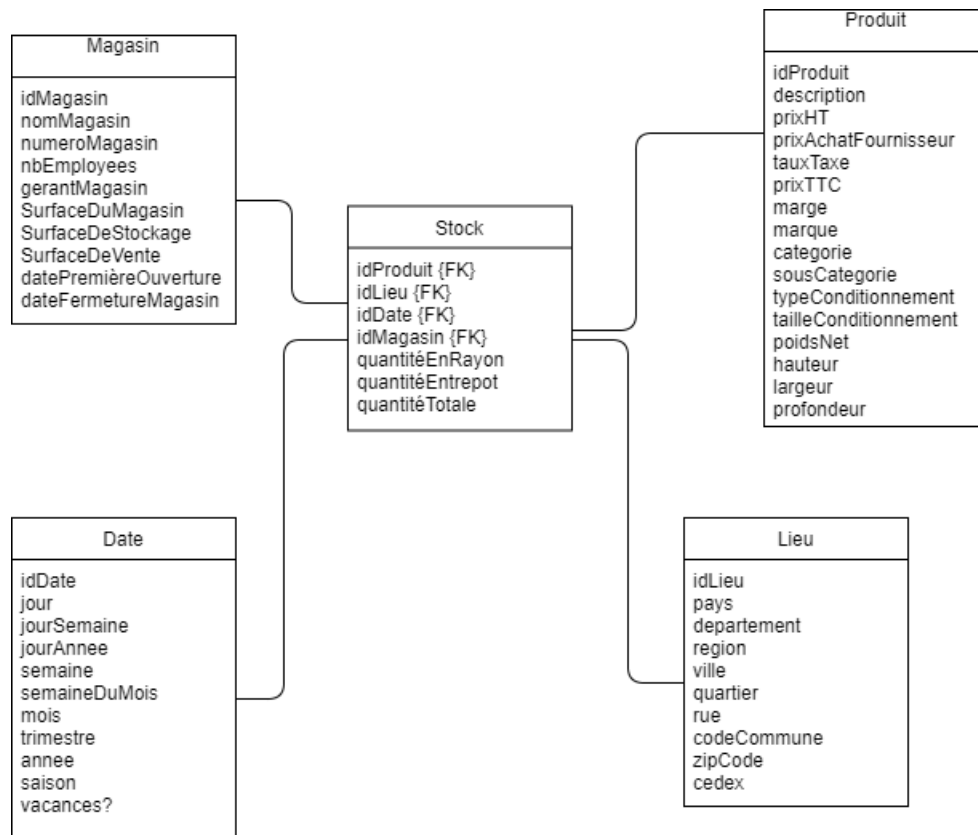 Magasin
idMagasin
nomMagasin
numeroMagasin
nbEmployees
gerantMagasin
SurfaceDuMagasin
SurfaceDeStockage
SurfaceDeVente
datePremièreOuverture
dateFermetureMagasin
Produit
idProduit
description
prixHT
prixAchatFournisseur
tauxTaxe
prixTTC
marge
marque
categorie
sousCategorie
typeConditionnement
tailleConditionnement
poidsNet
hauteur
largeur
profondeur
Stock
idProduit {FK}
idLieu {FK}
idDate {FK}
idMagasin {FK}
quantitéEnRayon
quantitéEntrepot
quantitéTotale
Date
idDate
jour
jourSemaine
jourAnnee
semaine
semaineDuMois
mois
trimestre
annee
saison
vacances?
Lieu
idLieu
pays
departement
region
ville
quartier
rue
codeCommune
zipCode
cedex